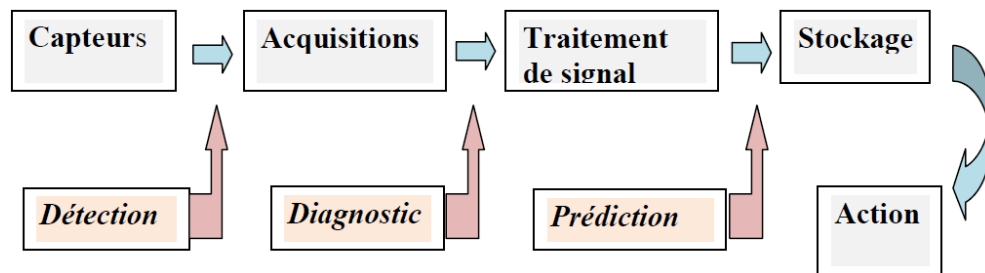 Capteurs
Acquisitions
Traitement
de signal
Stockage
Détection
Diagnostic
Prédiction
Action